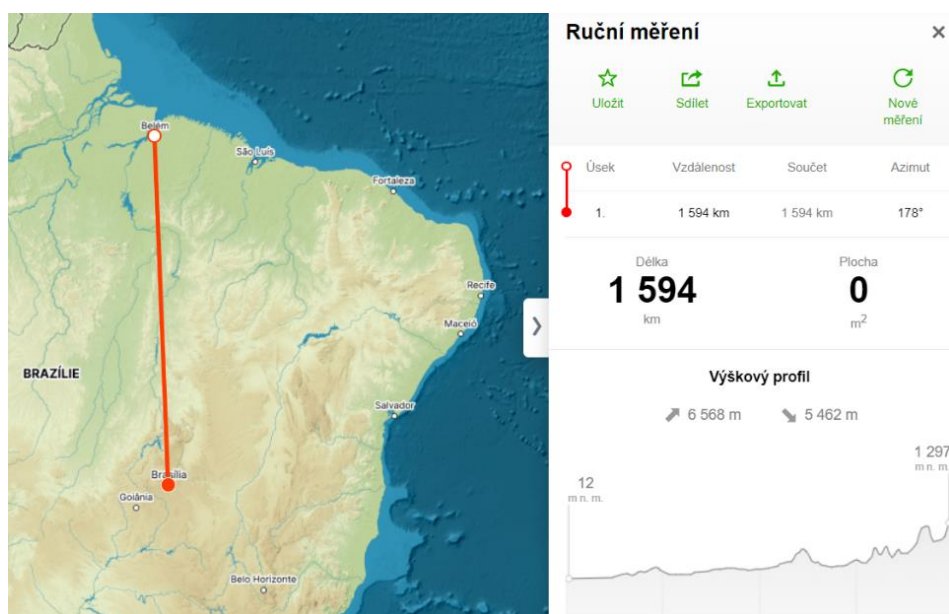 Belém
São Luís
Fortaleza
Recife
Maceió
BRAZÍLIE
Salvador
Brasília
Goiânia
Belo Horizonte
Ruční měření
Uložit
Sdílet
Exportovat
Nové
měření
Úsek Vzdálenost Součet Azimut
1. 1 594 km 1 594 km 178°
Délka Plocha
1 594 0
km m²
Výškový profil
6 568 m 5 462 m
1 297
m n. m.
12
m n. m.